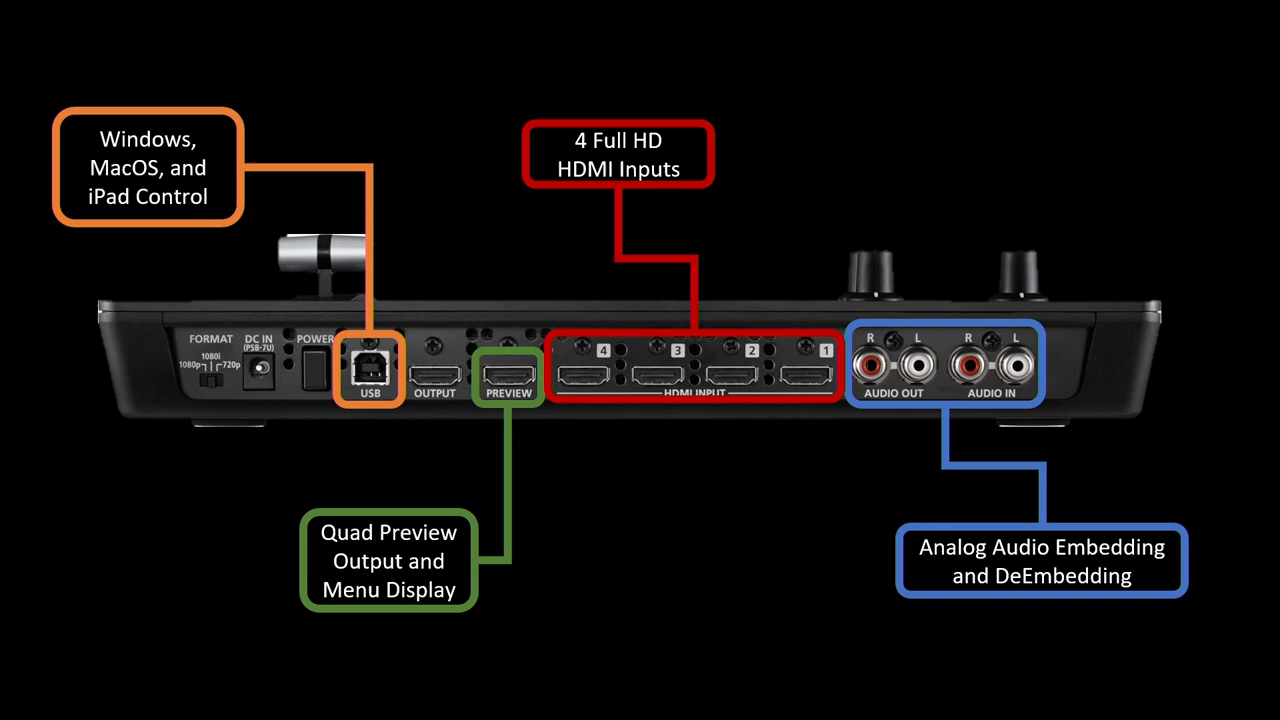 Windows,
MacOS, and
iPad Control
4 Full HD
HDMI Inputs
FORMAT
1080i
1080p
720p
DC IN
(PSB-7U)
POWER
USB
OUTPUT
PREVIEW
4
3
2
1
HDMI INPUT
R
L
R
L
AUDIO OUT
AUDIO IN
Quad Preview
Output and
Menu Display
Analog Audio Embedding
and DeEmbedding